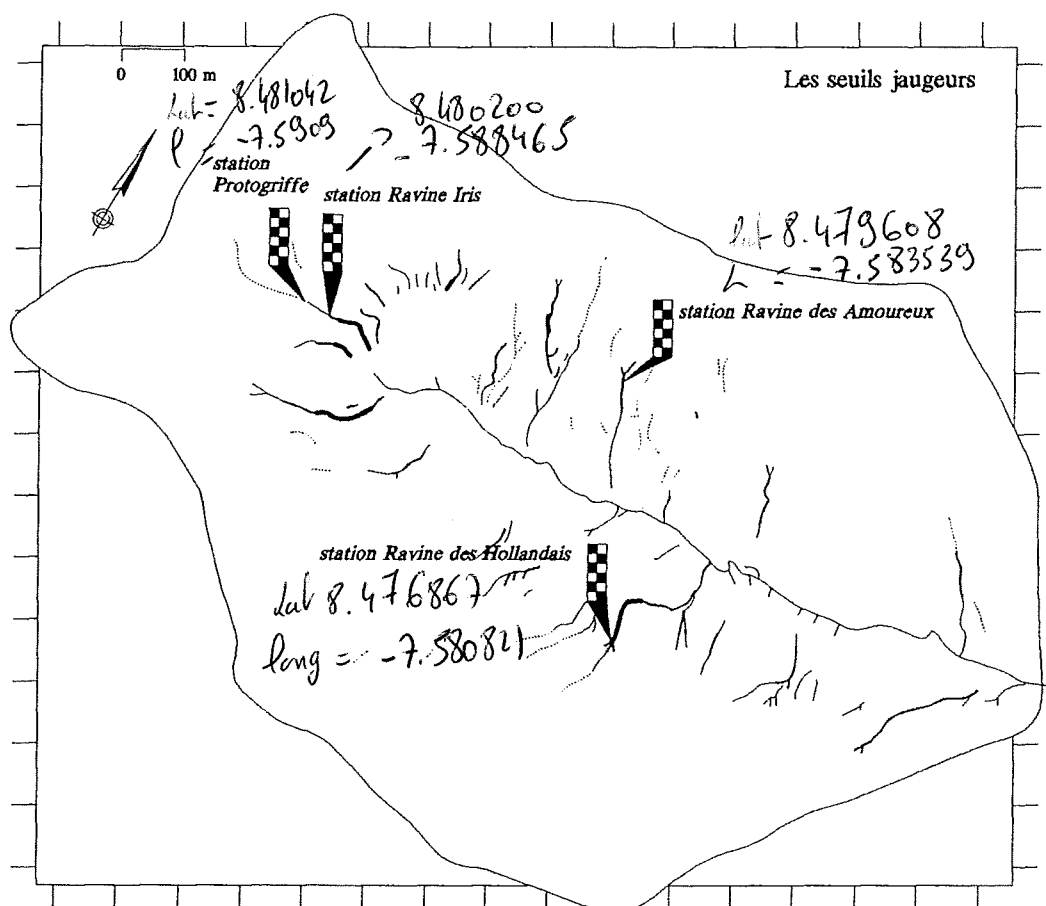 Les seuils jaugeurs
0 100 m
Lat = 8.481042
l = -7.5909
8.480200
-7.588465
station
Protogriffe
station Ravine Iris
lat 8.479608
L = -7.583539
station Ravine des Amoureux
station Ravine des Hollandais
Lat 8.476867
long = -7.580821